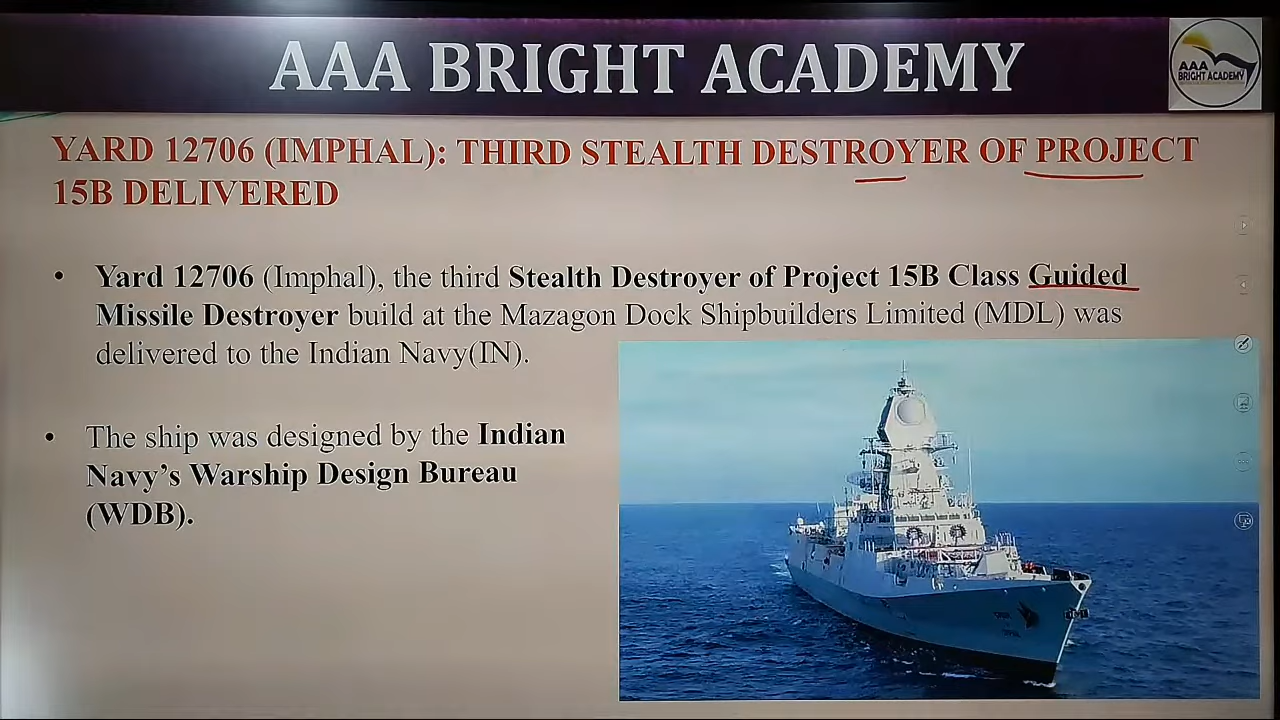 AAA BRIGHT ACADEMY
AAA
BRIGHT ACADEMY
YARD 12706 (IMPHAL): THIRD STEALTH DESTROYER OF PROJECT
15B DELIVERED
• Yard 12706 (Imphal), the third Stealth Destroyer of Project 15B Class Guided
Missile Destroyer build at the Mazagon Dock Shipbuilders Limited (MDL) was
delivered to the Indian Navy(IN).
• The ship was designed by the Indian
Navy’s Warship Design Bureau
(WDB).